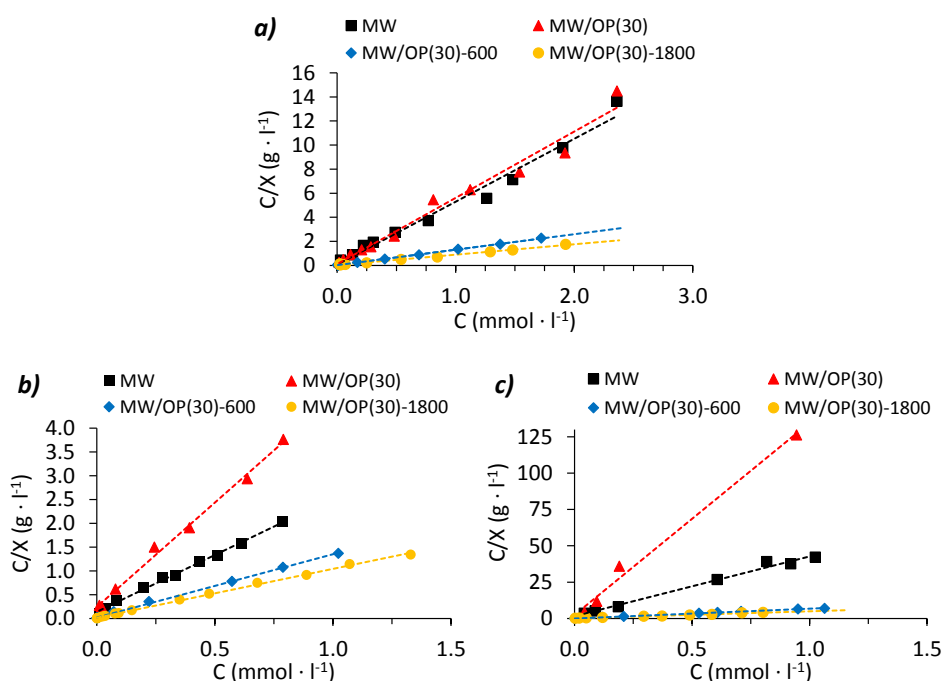 a)
MW
MW/OP(30)
MW/OP(30)-600
MW/OP(30)-1800
16
14
12
10
8
6
4
2
0
C/X (g · l⁻¹)
0.0 1.0 2.0 3.0
C (mmol · l⁻¹)
b)
MW
MW/OP(30)
MW/OP(30)-600
MW/OP(30)-1800
4.0
3.5
3.0
2.5
2.0
1.5
1.0
0.5
0.0
C/X (g · l⁻¹)
0.0 0.5 1.0 1.5
C (mmol · l⁻¹)
c)
MW
MW/OP(30)
MW/OP(30)-600
MW/OP(30)-1800
125
100
75
50
25
0
C/X (g · l⁻¹)
0.0 0.5 1.0 1.5
C (mmol · l⁻¹)